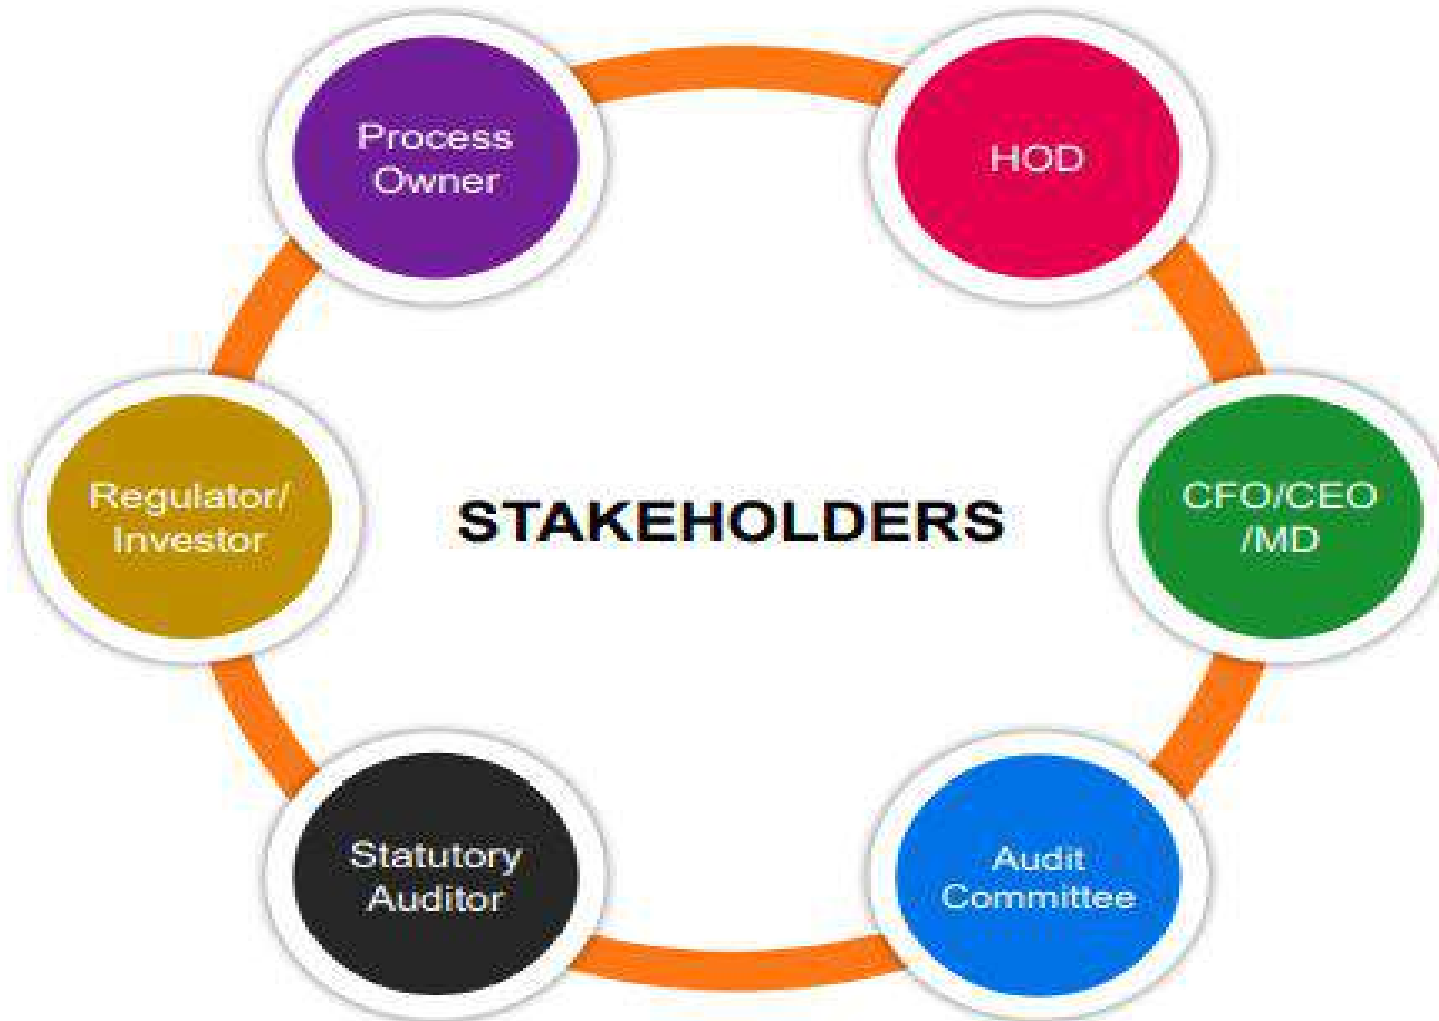 Process
Owner
HOD
Regulator/
Investor
STAKEHOLDERS
CFO/CEO
/MD
Statutory
Auditor
Audit
Committee